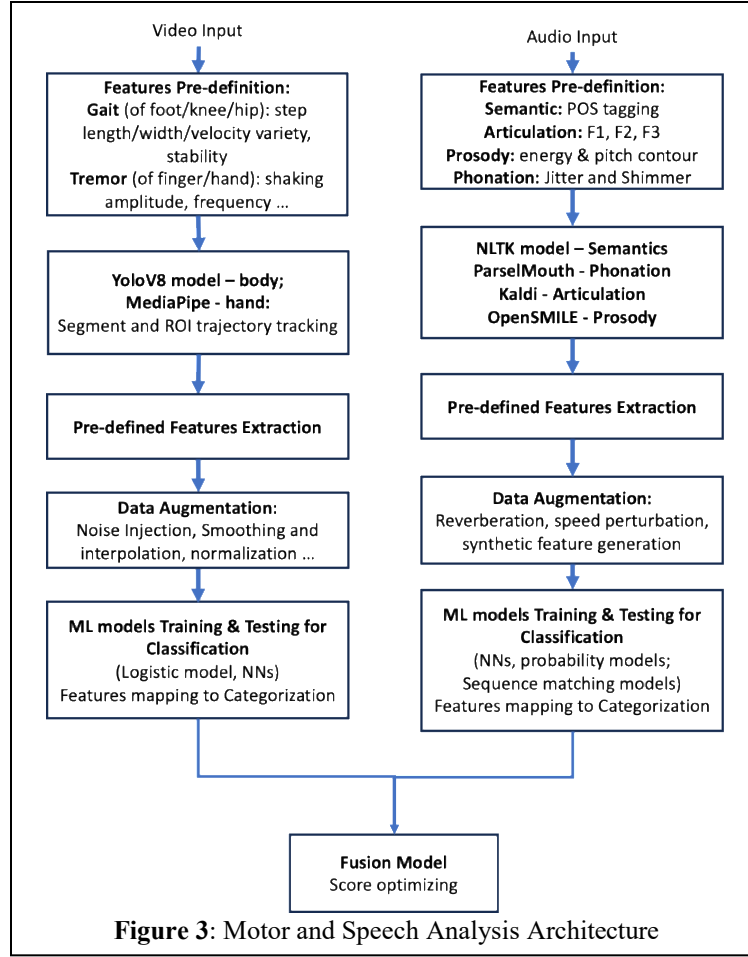 Video Input
Features Pre-definition:
Gait (of foot/knee/hip): step
length/width/velocity variety,
stability
Tremor (of finger/hand): shaking
amplitude, frequency ...
YoloV8 model – body;
MediaPipe - hand:
Segment and ROI trajectory tracking
Pre-defined Features Extraction
Data Augmentation:
Noise Injection, Smoothing and
interpolation, normalization ...
ML models Training & Testing for
Classification
(Logistic model, NNs)
Features mapping to Categorization
Audio Input
Features Pre-definition:
Semantic: POS tagging
Articulation: F1, F2, F3
Prosody: energy & pitch contour
Phonation: Jitter and Shimmer
NLTK model – Semantics
ParselMouth - Phonation
Kaldi - Articulation
OpenSMILE - Prosody
Pre-defined Features Extraction
Data Augmentation:
Reverberation, speed perturbation,
synthetic feature generation
ML models Training & Testing for
Classification
(NNs, probability models;
Sequence matching models)
Features mapping to Categorization
Fusion Model
Score optimizing
Figure 3: Motor and Speech Analysis Architecture